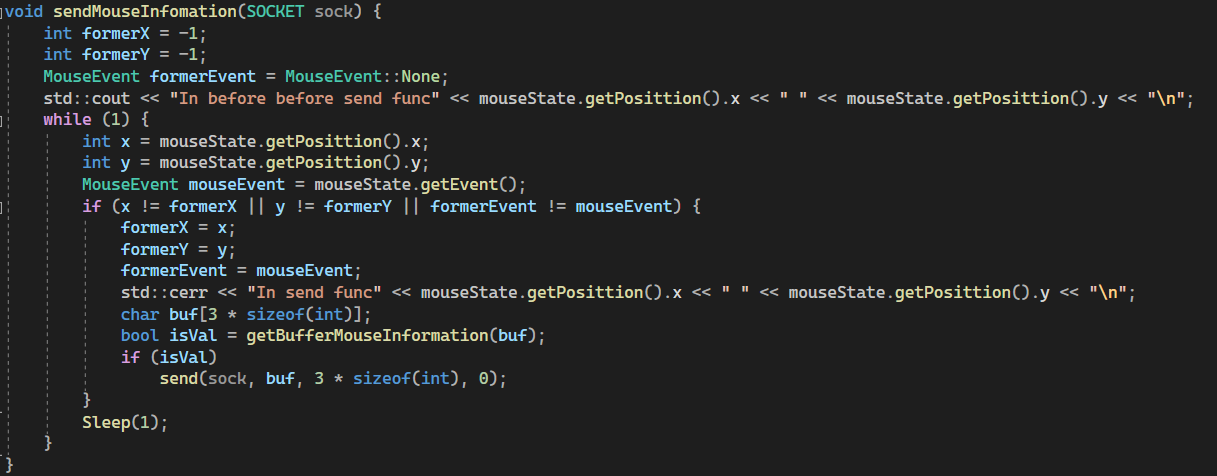 void sendMouseInfomation(SOCKET sock) {
    int formerX = -1;
    int formerY = -1;
    MouseEvent formerEvent = MouseEvent::None;
    std::cout << "In before before send func" << mouseState.getPosittion().x << " " << mouseState.getPosittion().y << "\n";
    while (1) {
        int x = mouseState.getPosittion().x;
        int y = mouseState.getPosittion().y;
        MouseEvent mouseEvent = mouseState.getEvent();
        if (x != formerX || y != formerY || formerEvent != mouseEvent) {
            formerX = x;
            formerY = y;
            formerEvent = mouseEvent;
            std::cerr << "In send func" << mouseState.getPosittion().x << " " << mouseState.getPosittion().y << "\n";
            char buf[3 * sizeof(int)];
            bool isVal = getBufferMouseInformation(buf);
            if (isVal)
                send(sock, buf, 3 * sizeof(int), 0);
        }
        Sleep(1);
    }
}